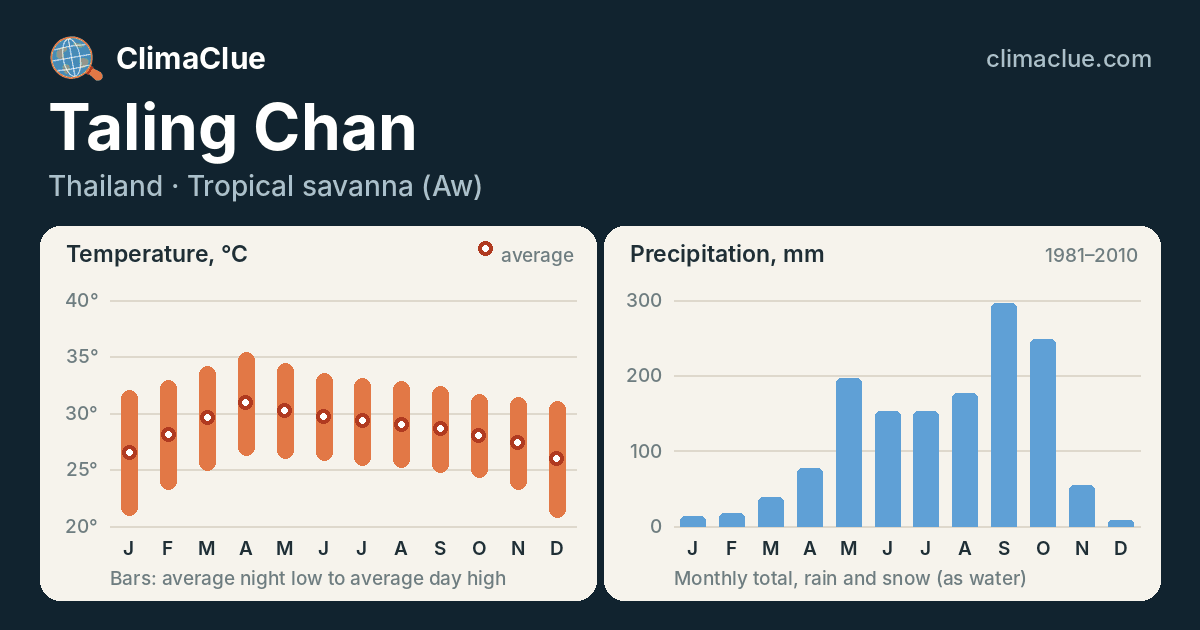 ClimaClue
climaclue.com
Taling Chan
Thailand · Tropical savanna (Aw)
Temperature, °C
average
40°
35°
30°
25°
20°
J F M A M J J A S O N D
Bars: average night low to average day high
Precipitation, mm
1981–2010
300
200
100
0
J F M A M J J A S O N D
Monthly total, rain and snow (as water)